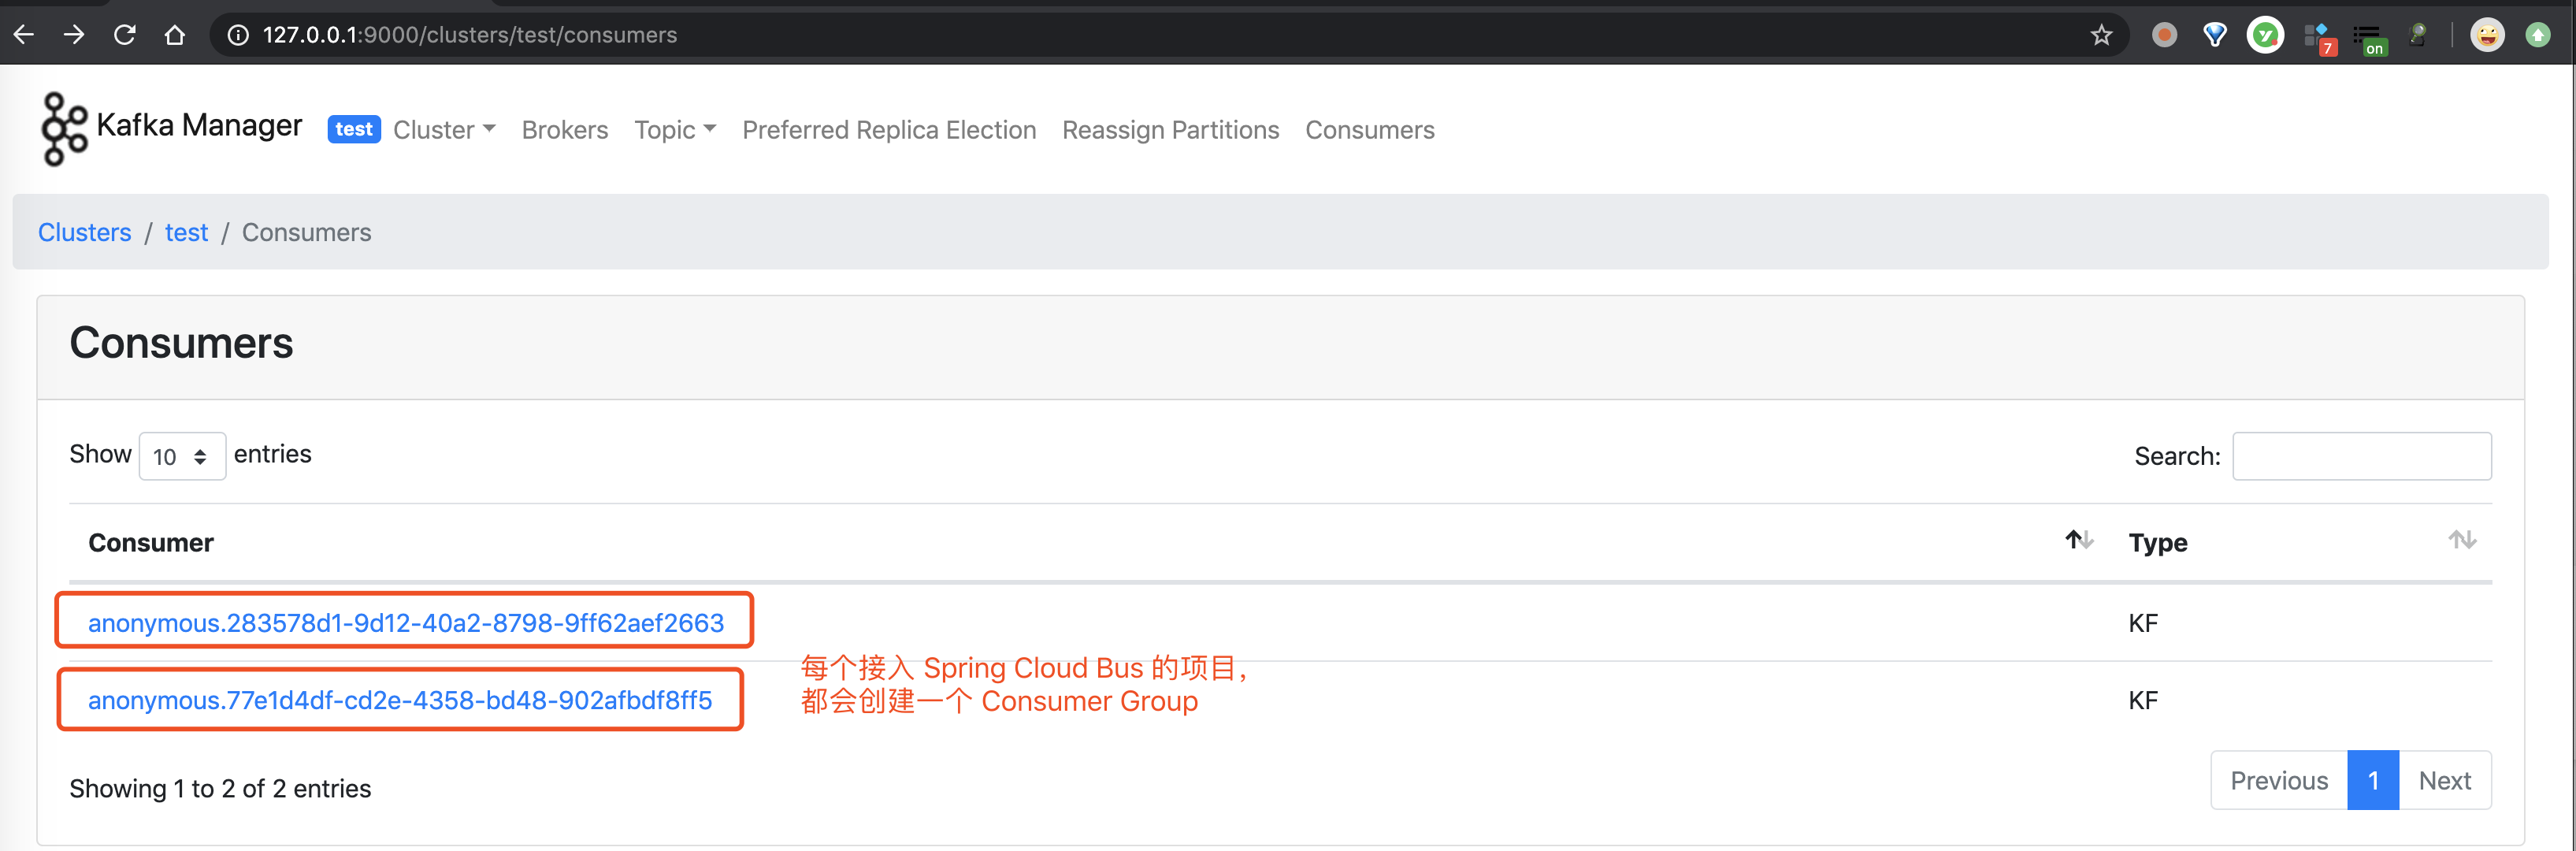 127.0.0.1:9000/clusters/test/consumers
7
on
Kafka Manager test Cluster Brokers Topic Preferred Replica Election Reassign Partitions Consumers
Clusters / test / Consumers
Consumers
Show 10 entries
Search:
Consumer Type
anonymous.283578d1-9d12-40a2-8798-9ff62aef2663 KF
每个接入 Spring Cloud Bus 的项目，
都会创建一个 Consumer Group
anonymous.77e1d4df-cd2e-4358-bd48-902afbdf8ff5 KF
Showing 1 to 2 of 2 entries
Previous 1 Next